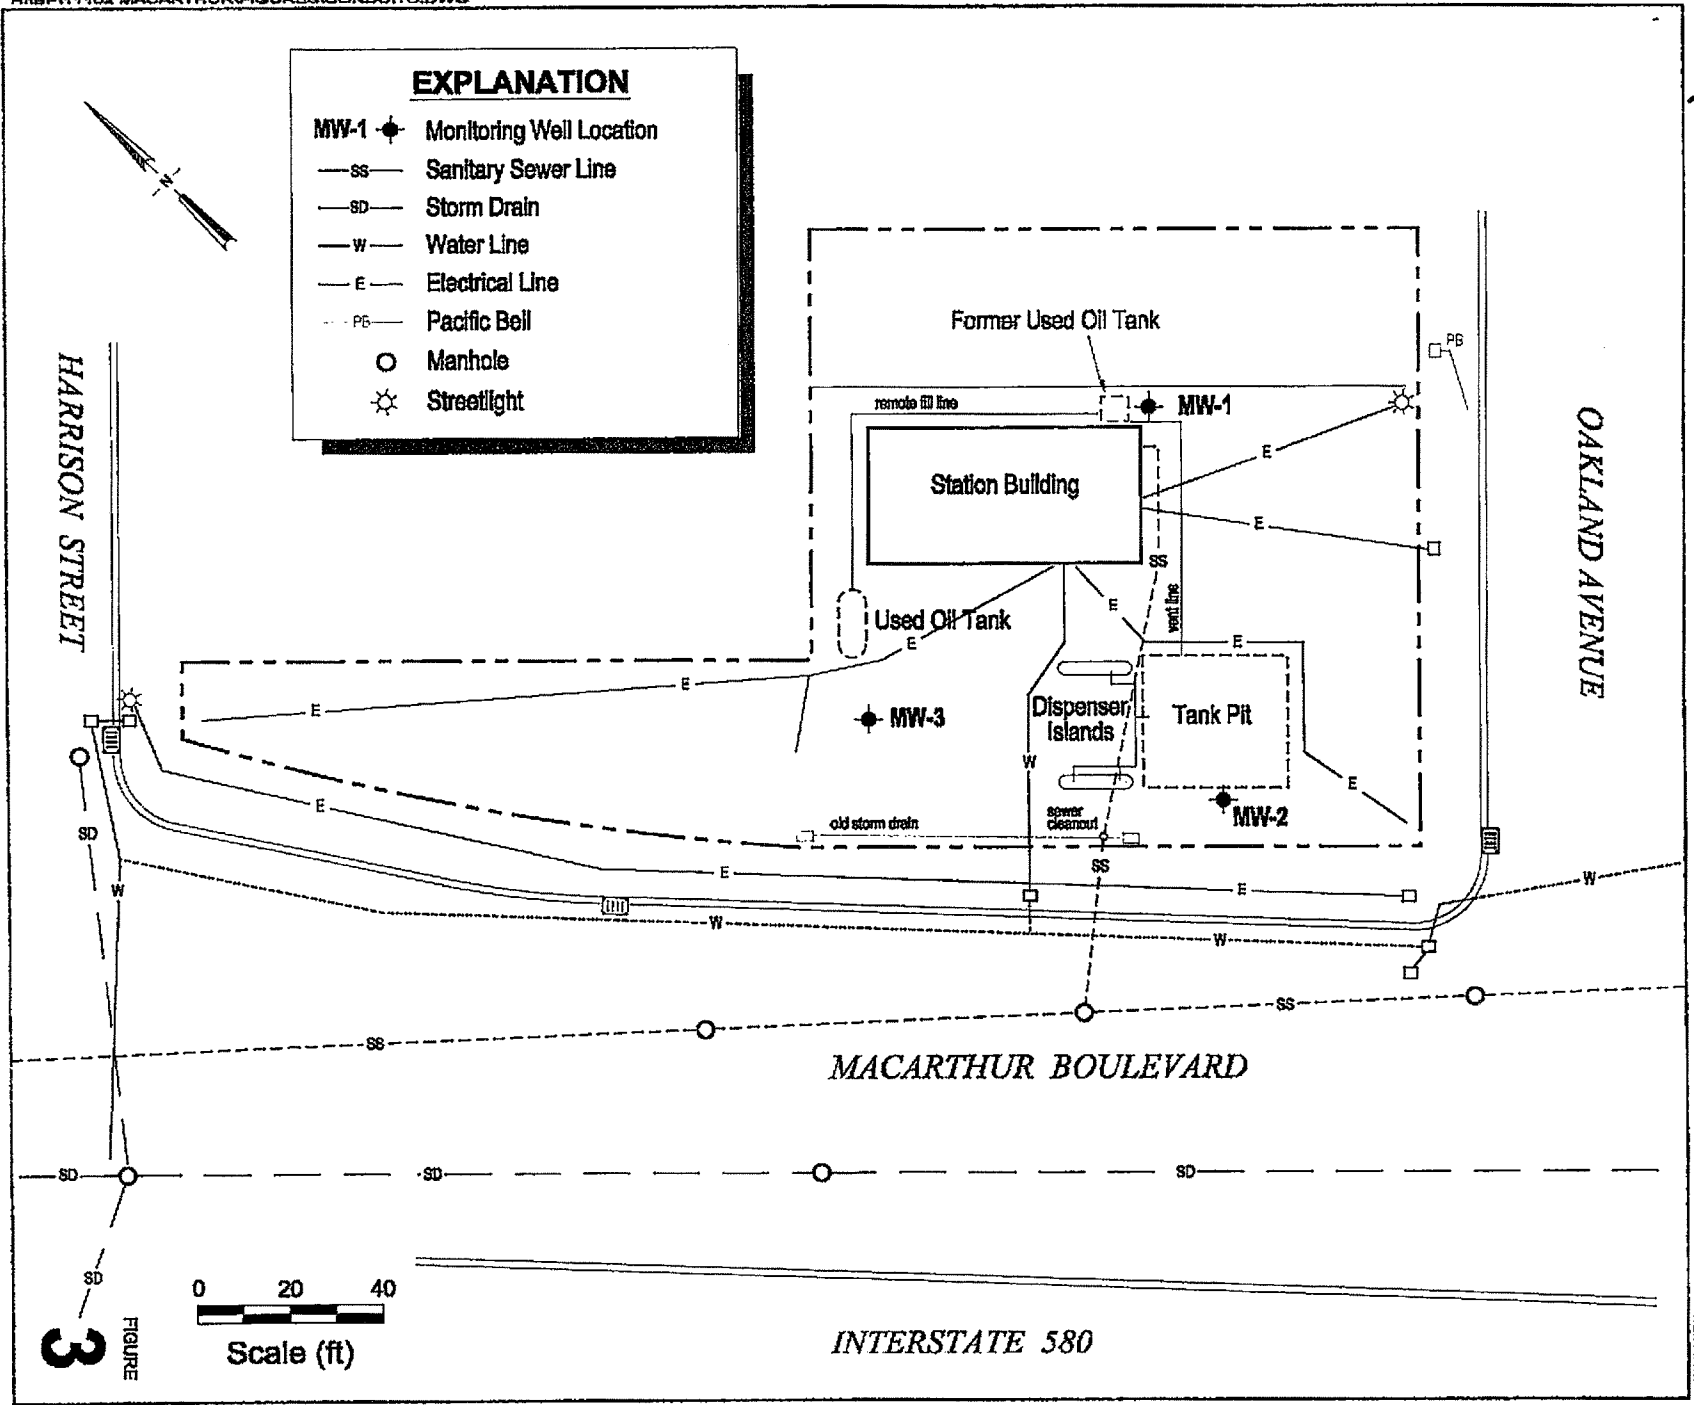 EXPLANATION
MW-1 Monitoring Well Location
SS Sanitary Sewer Line
SD Storm Drain
W Water Line
E Electrical Line
PB Pacific Bell
Manhole
Streetlight
N
HARRISON STREET
OAKLAND AVENUE
Former Used Oil Tank
PB
remote fill line
MW-1
E
Station Building
E
SS
vent line
E
Used Oil Tank
E
E
E
E
MW-3
Dispenser
Islands
Tank Pit
W
E
E
MW-2
SD
old storm drain
sewer
cleanout
SS
E
E
W
W
W
W
SS
SS
MACARTHUR BOULEVARD
SD
SD
SD
SD
0 20 40
Scale (ft)
FIGURE
3
INTERSTATE 580